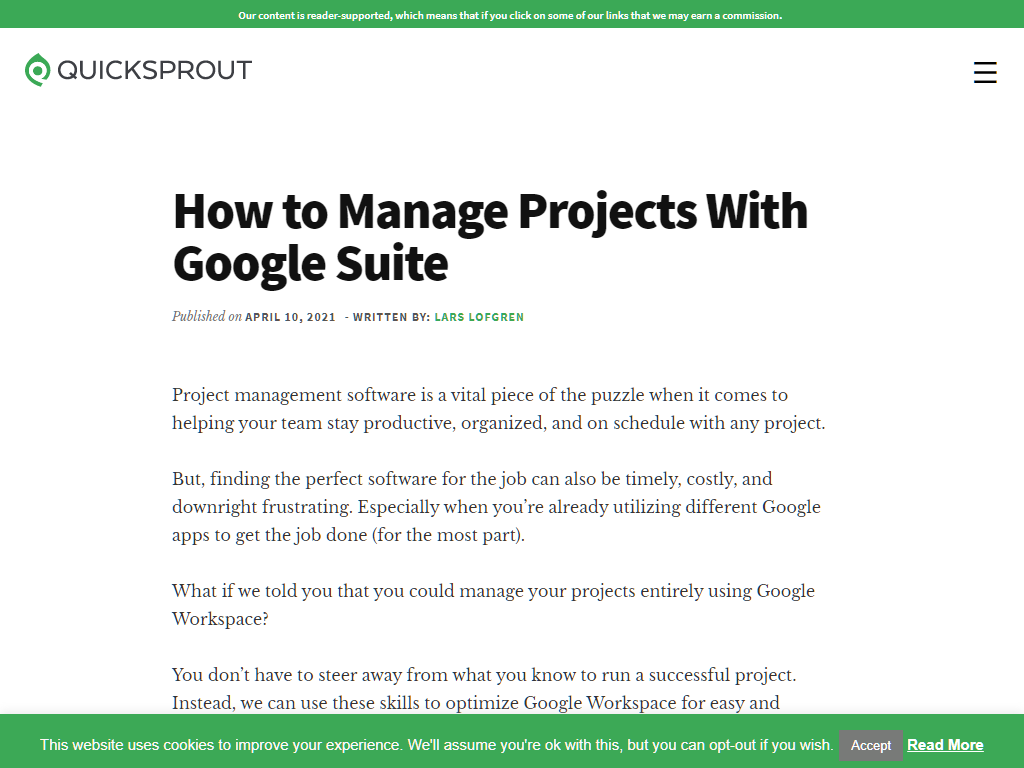 Our content is reader-supported, which means that if you click on some of our links that we may earn a commission.
QUICKSPROUT
How to Manage Projects With
Google Suite
Published on APRIL 10, 2021 - WRITTEN BY: LARS LOFGREN
Project management software is a vital piece of the puzzle when it comes to
helping your team stay productive, organized, and on schedule with any project.
But, finding the perfect software for the job can also be timely, costly, and
downright frustrating. Especially when you’re already utilizing different Google
apps to get the job done (for the most part).
What if we told you that you could manage your projects entirely using Google
Workspace?
You don’t have to steer away from what you know to run a successful project.
Instead, we can use these skills to optimize Google Workspace for easy and
This website uses cookies to improve your experience. We'll assume you're ok with this, but you can opt-out if you wish. Accept Read More